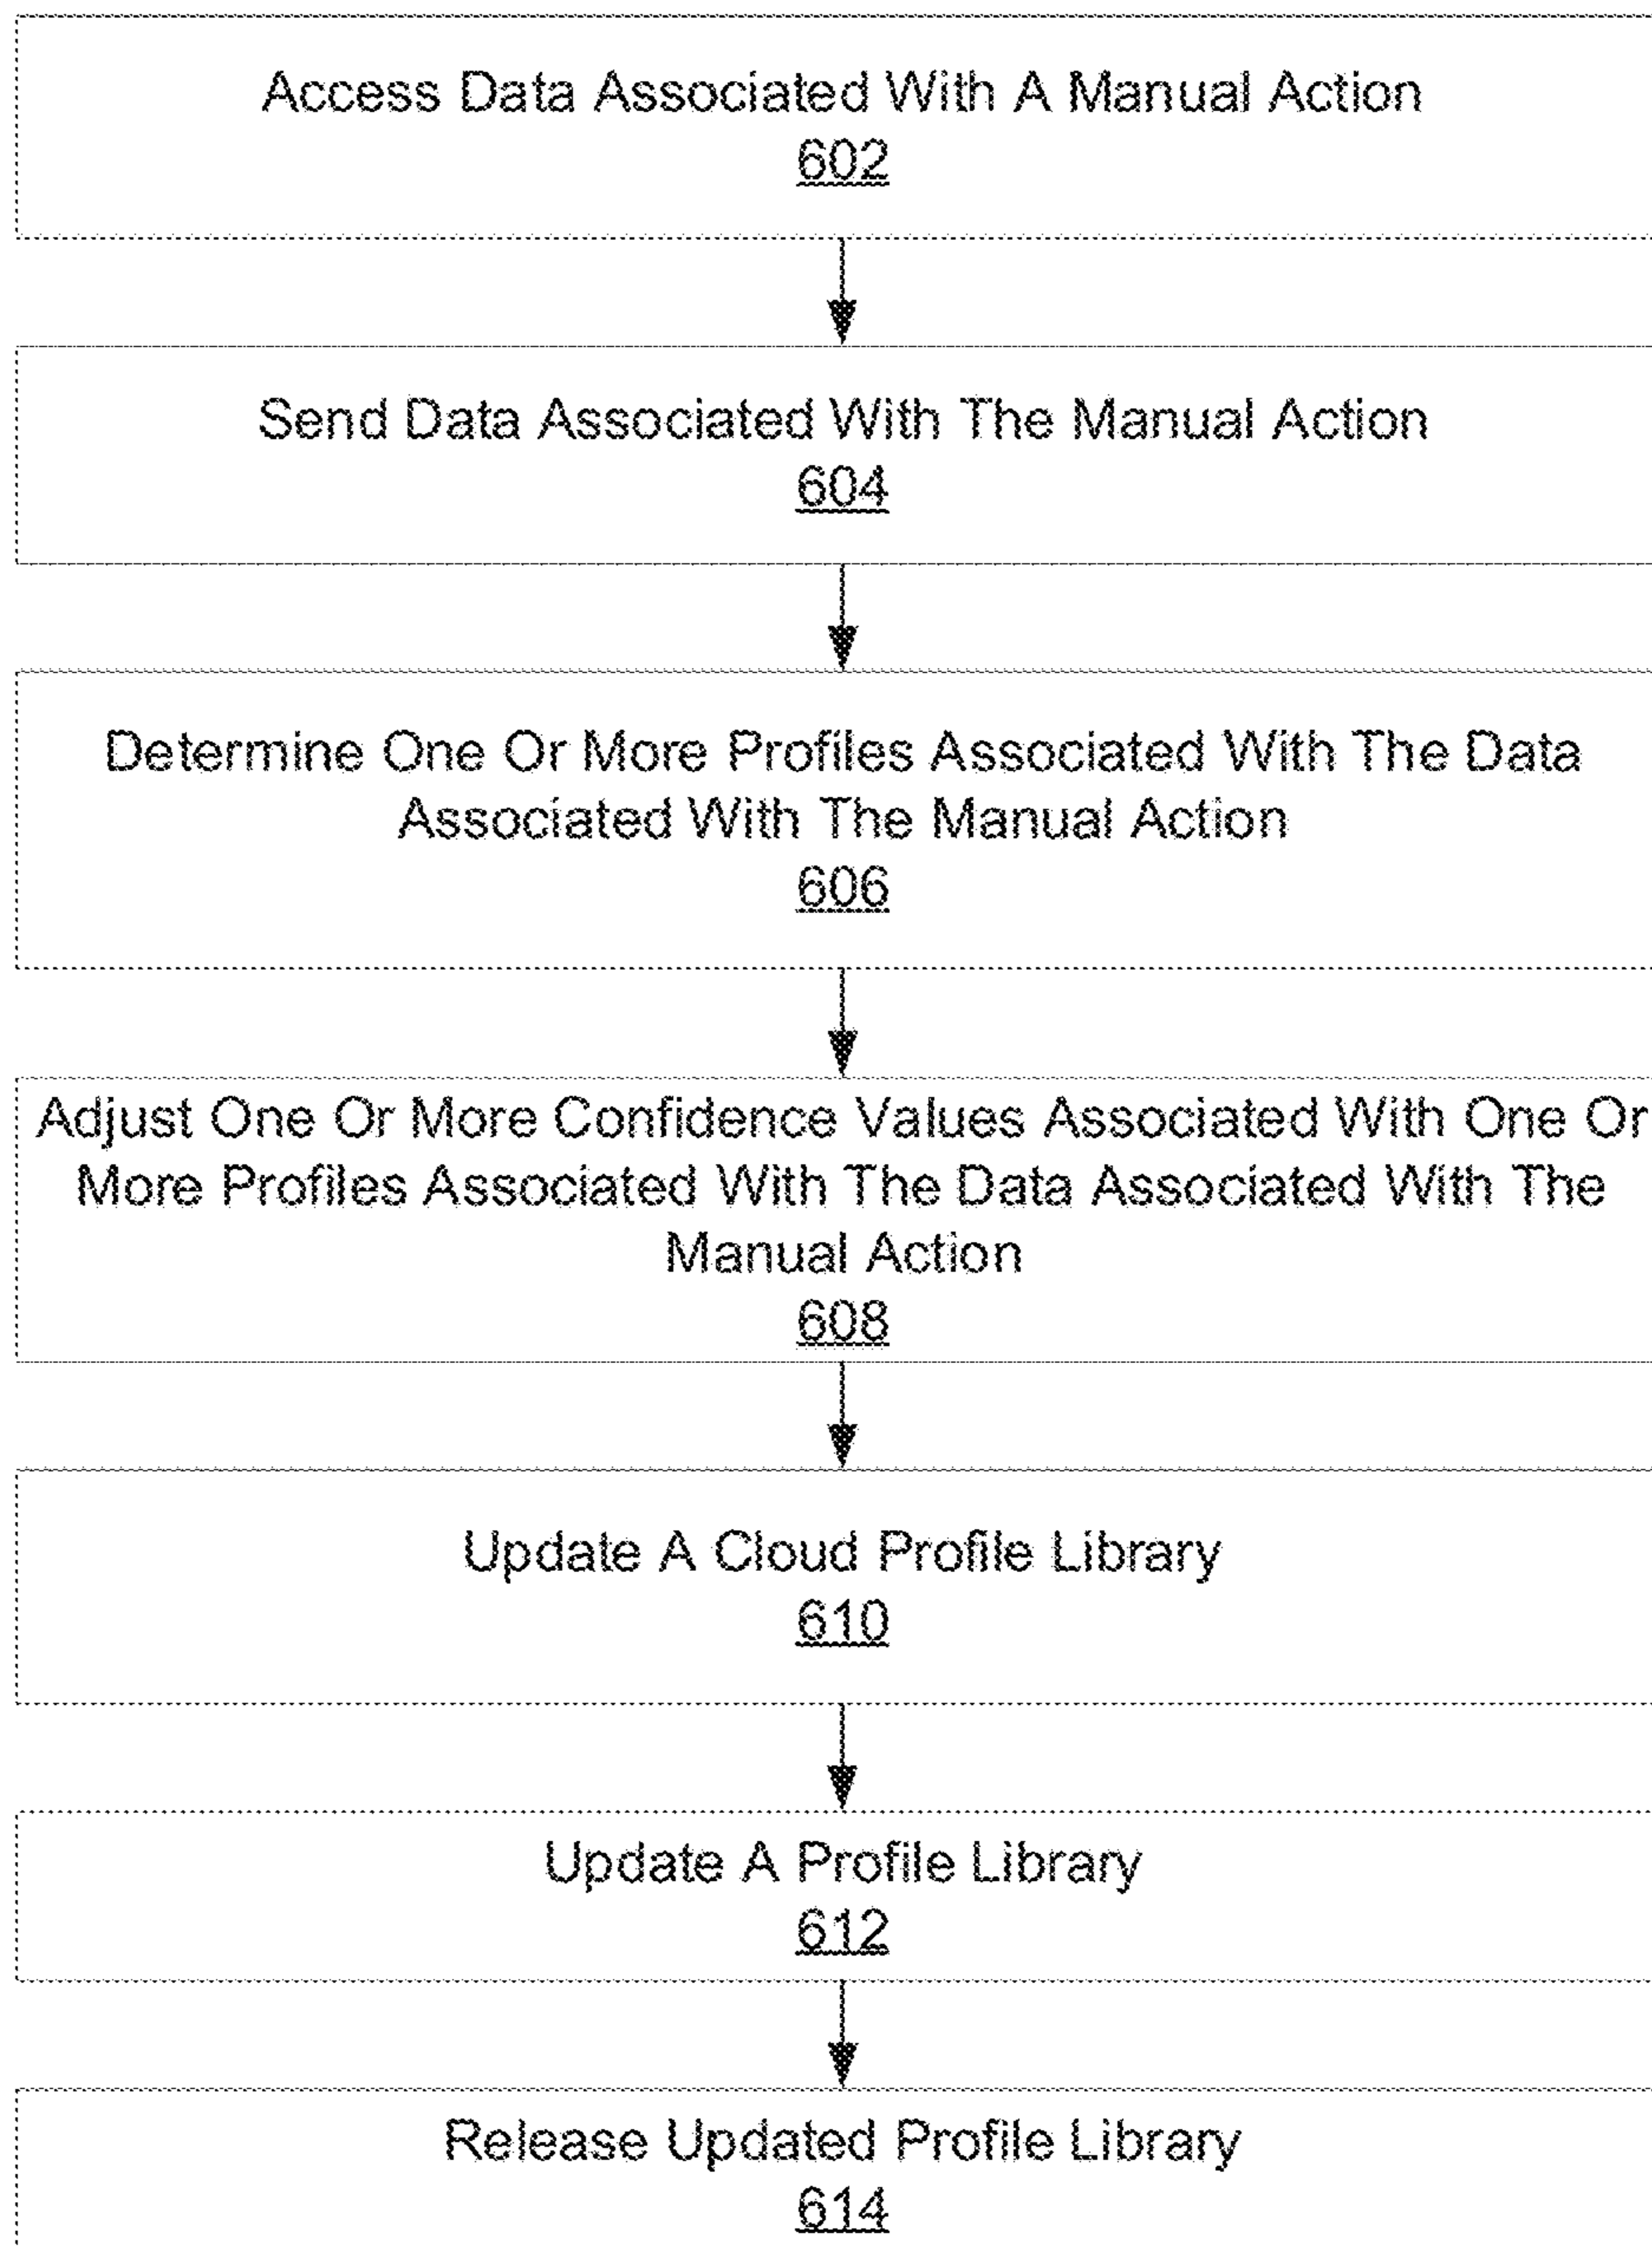 Access Data Associated With A Manual Action
602
Send Data Associated With The Manual Action
604
Determine One Or More Profiles Associated With The Data
Associated With The Manual Action
606
Adjust One Or More Confidence Values Associated With One Or
More Profiles Associated With The Data Associated With The
Manual Action
608
Update A Cloud Profile Library
610
Update A Profile Library
612
Release Updated Profile Library
614